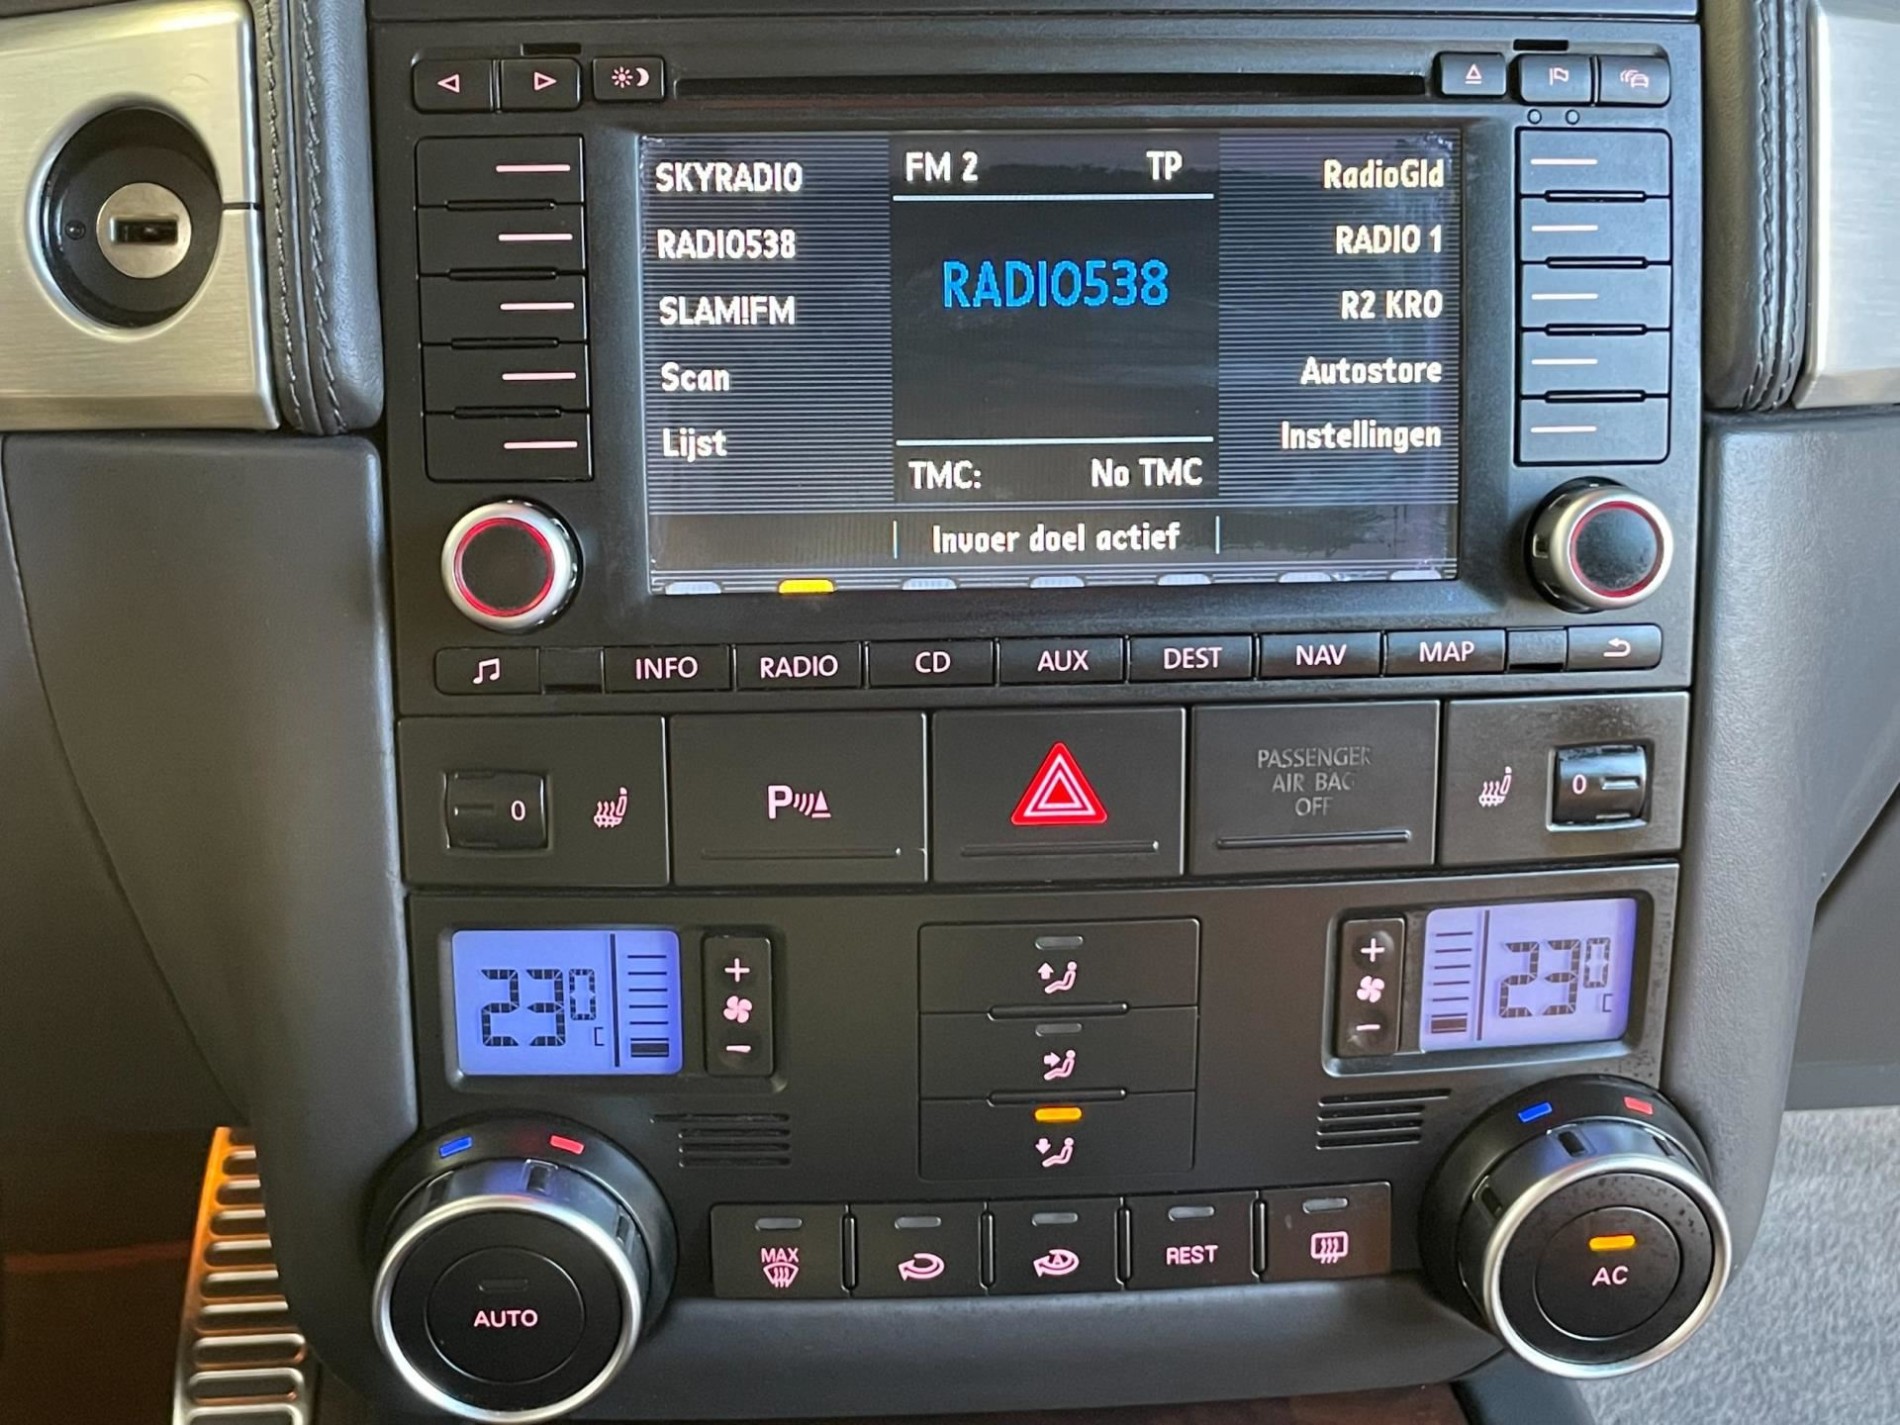 SKYRADIO
FM 2
TP
RadioGld
RADIO538
RADIO 1
RADIO538
SLAM!FM
R2 KRO
Scan
Autostore
Lijst
Instellingen
TMC:
No TMC
Invoer doel actief
INFO
RADIO
CD
AUX
DEST
NAV
MAP
0
P
PASSENGER
AIR BAG
OFF
0
23.0
C
23.0
C
MAX
A
REST
AUTO
AC